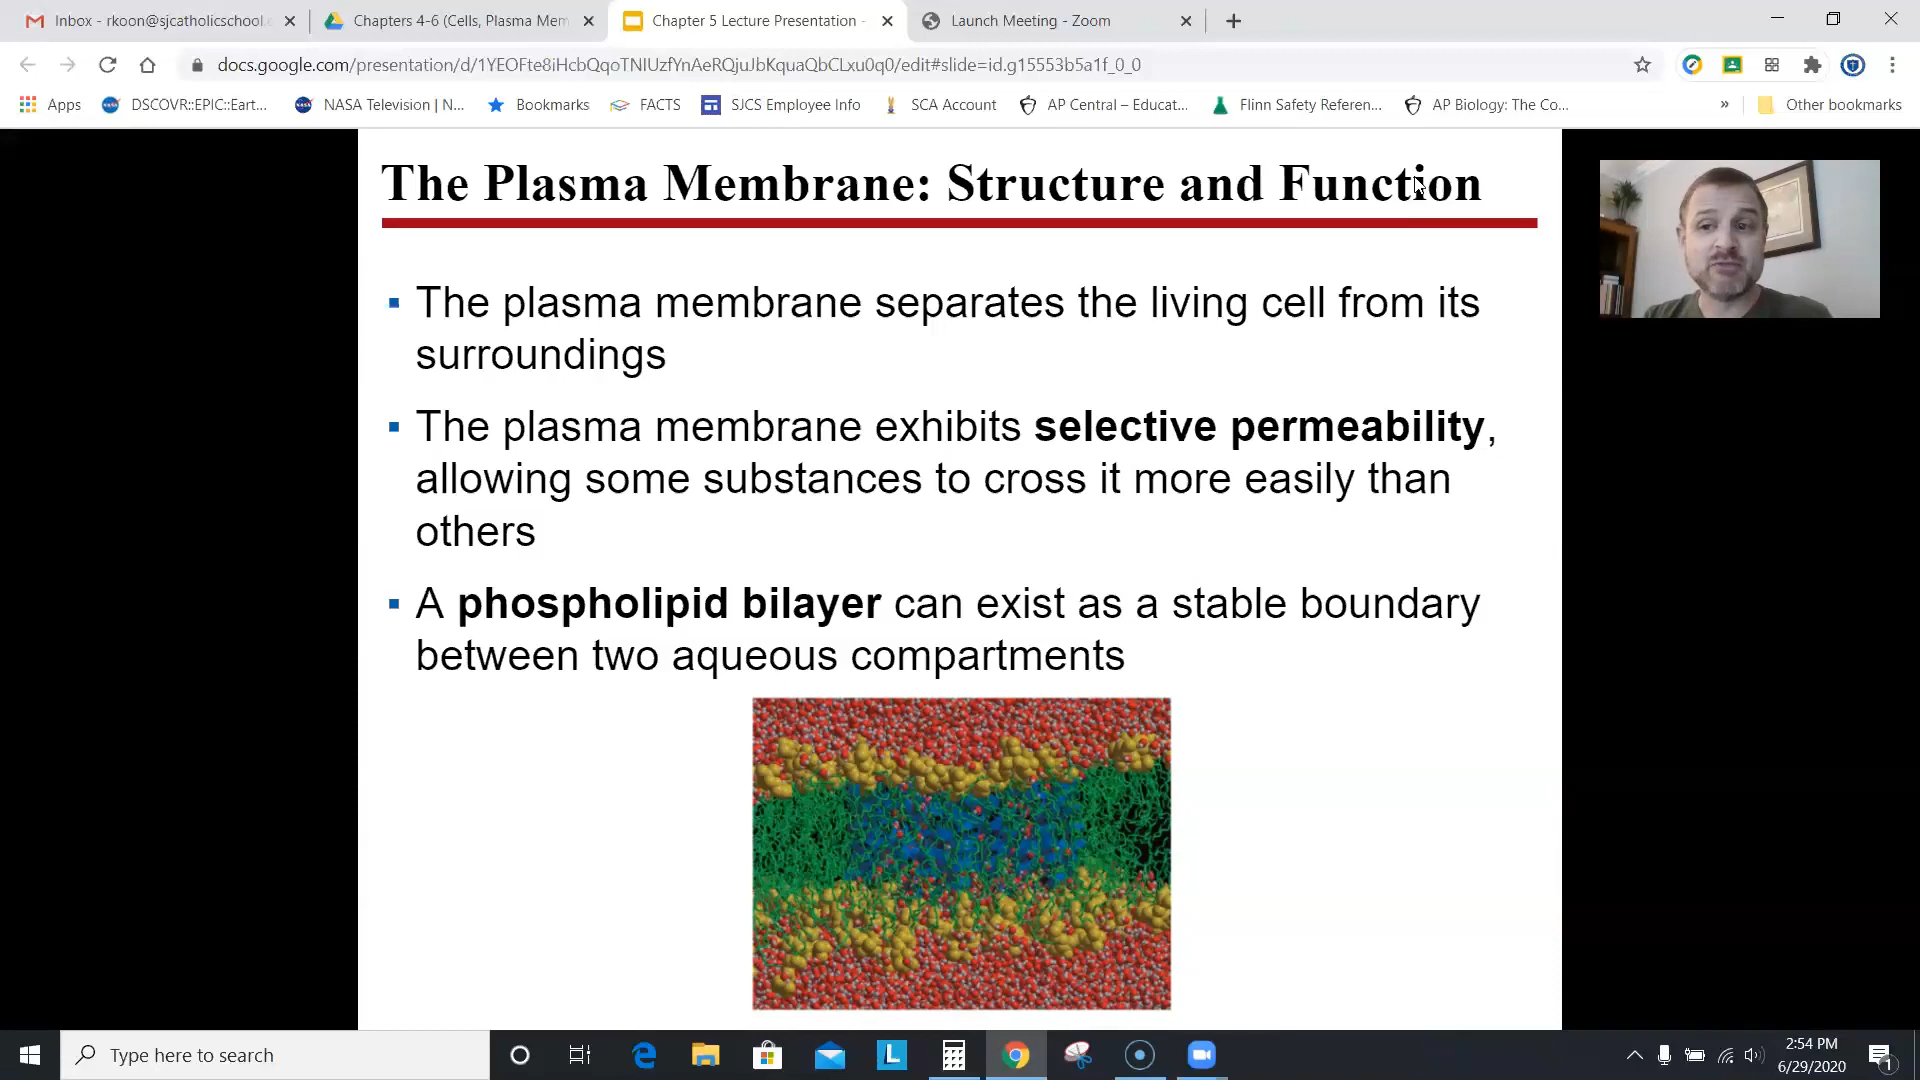 Inbox - rkoon@sjcatholicschool.
Chapters 4-6 (Cells, Plasma Mem
Chapter 5 Lecture Presentation -
Launch Meeting - Zoom
docs.google.com/presentation/d/1YEOFte8iHcbQqoTNlUzfYnAeRQjuJbKquaQbCLxu0q0/edit#slide=id.g15553b5a1f_0_0
Apps
DSCOVR::EPIC::Eart...
NASA Television | N...
Bookmarks
FACTS
SJCS Employee Info
SCA Account
AP Central – Educat...
Flinn Safety Referen...
AP Biology: The Co...
»
Other bookmarks
The Plasma Membrane: Structure and Function
▪ The plasma membrane separates the living cell from its
surroundings
▪ The plasma membrane exhibits selective permeability,
allowing some substances to cross it more easily than
others
▪ A phospholipid bilayer can exist as a stable boundary
between two aqueous compartments
Type here to search
2:54 PM
6/29/2020
1